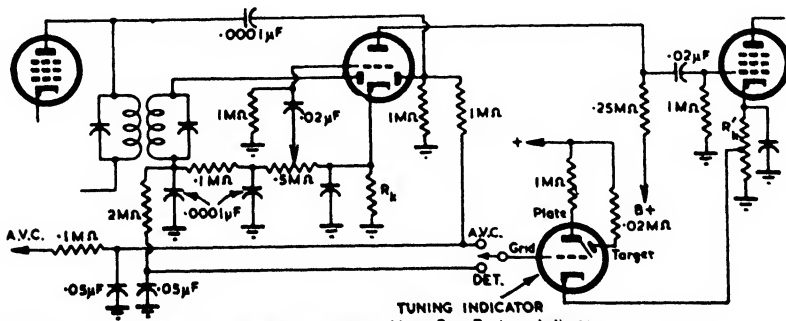 .0001μF
.02μF
1MΩ
.02μF
1MΩ
1MΩ
.25MΩ
1MΩ
R'k
.1MΩ
.5MΩ
+
1MΩ
B+
Rk
2MΩ
.0001μF
Plate
.02MΩ
A.V.C.
.1MΩ
A.V.C.
Grid
Target
DET.
.05μF
.05μF
TUNING INDICATOR